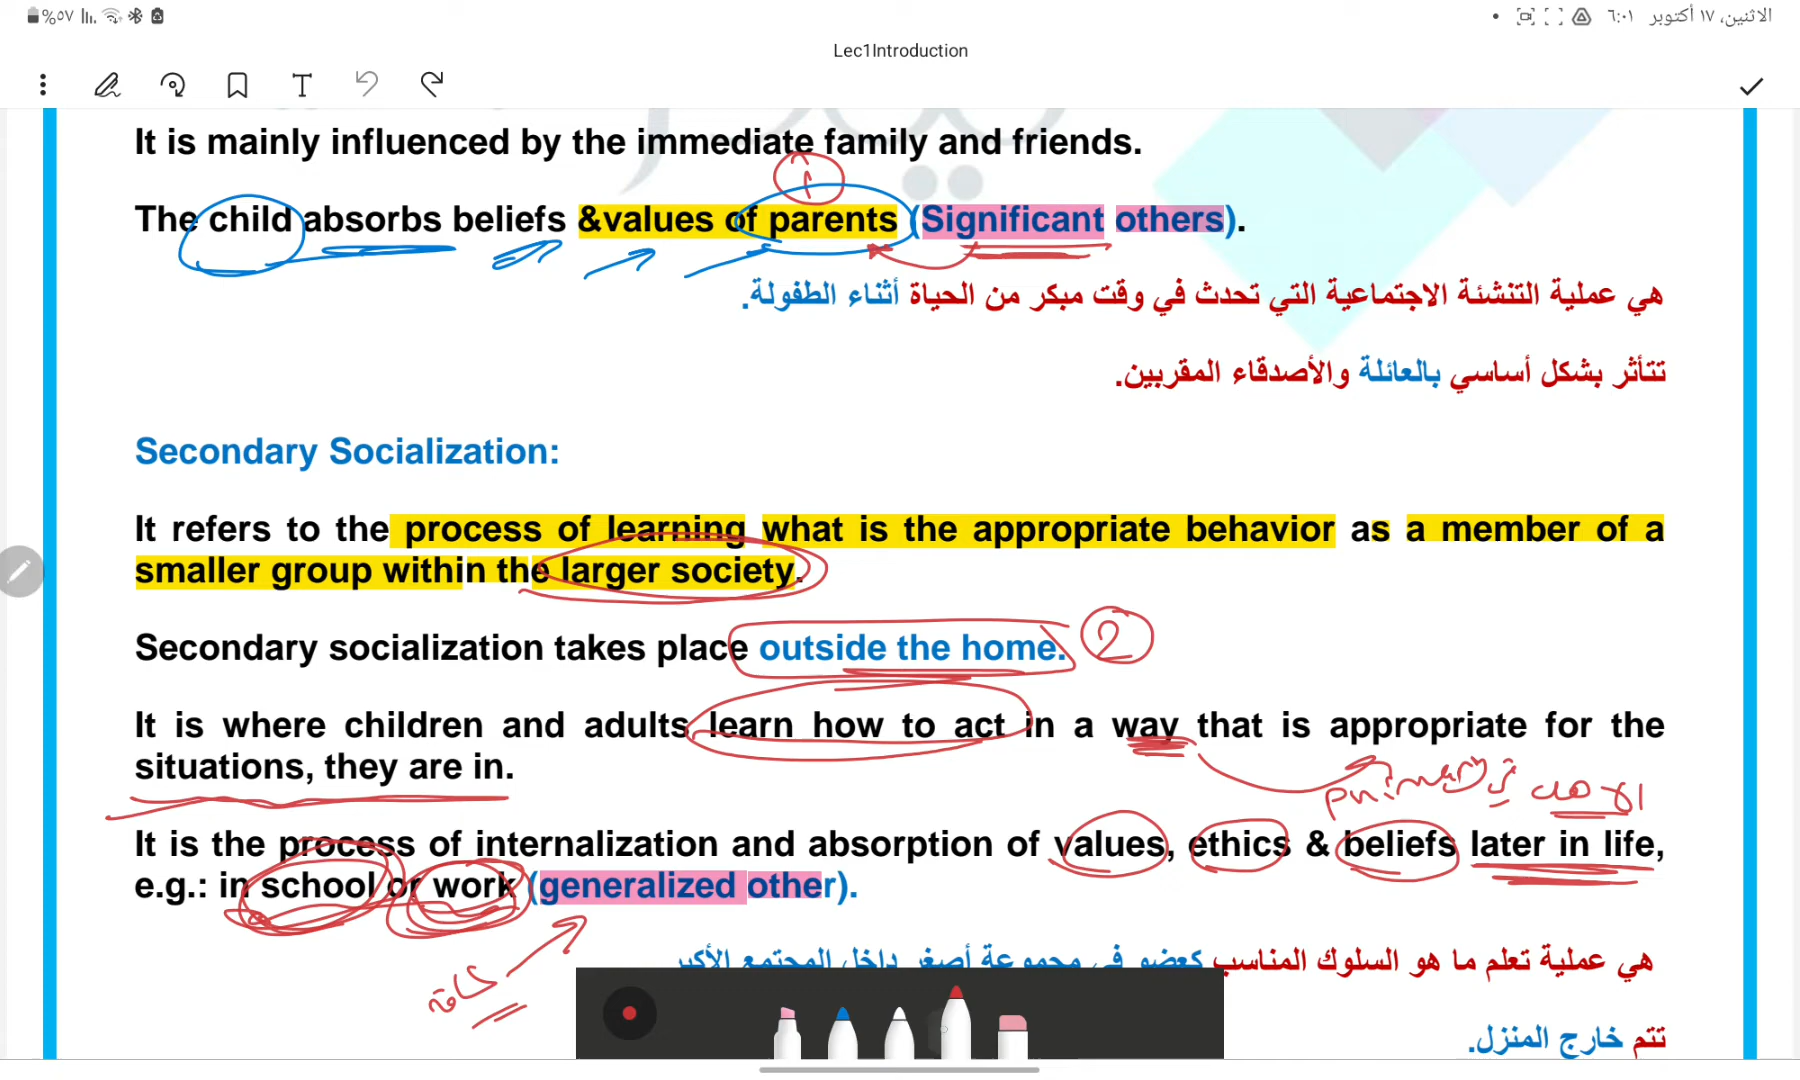 %٥٧
الاثنين، ١٧ أكتوبر ٦:٠١
Lec1Introduction
It is mainly influenced by the immediate family and friends.
The child absorbs beliefs &values of parents (Significant others).
هي عملية التنشئة الاجتماعية التي تحدث في وقت مبكر من الحياة أثناء الطفولة.
تتأثر بشكل أساسي بالعائلة والأصدقاء المقربين.
Secondary Socialization:
It refers to the process of learning what is the appropriate behavior as a member of a
smaller group within the larger society.
Secondary socialization takes place outside the home. 2
It is where children and adults learn how to act in a way that is appropriate for the
situations, they are in.
It is the process of internalization and absorption of values, ethics & beliefs later in life,
e.g.: in school or work (generalized other).
هي عملية تعلم ما هو السلوك المناسب كعضو في مجموعة أصغر داخل المجتمع الأكبر
تتم خارج المنزل.